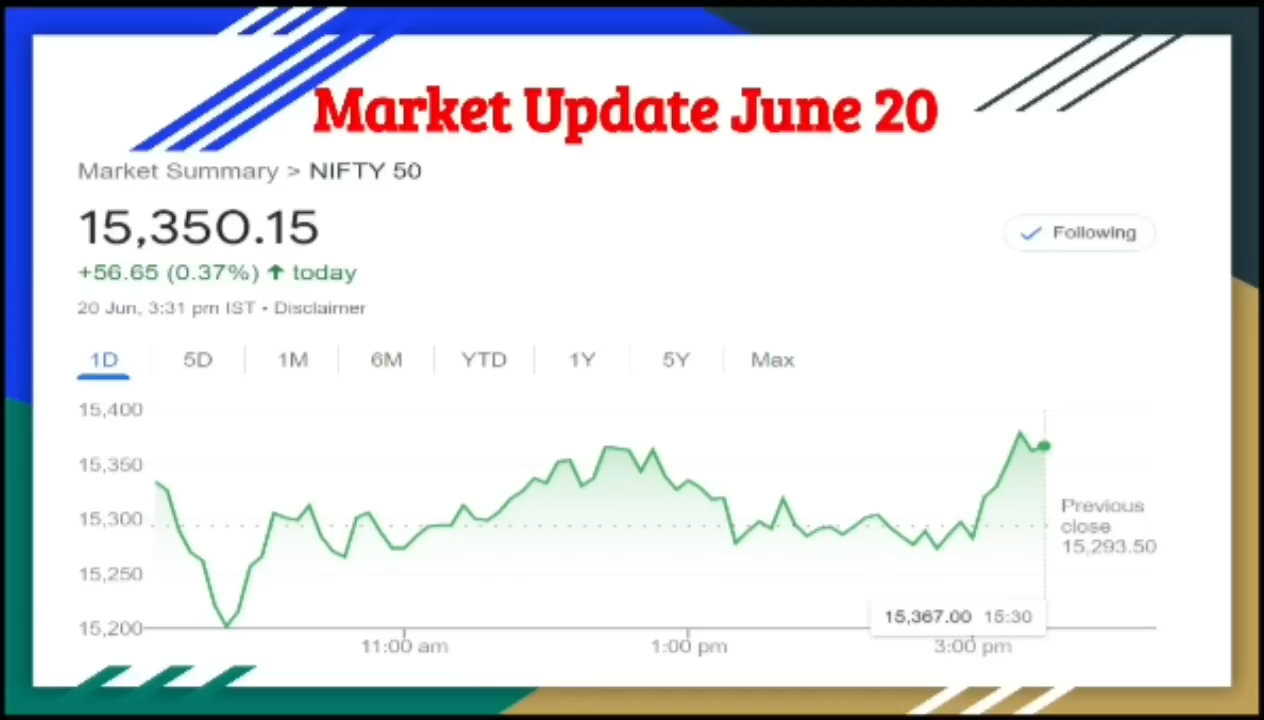 Market Update June 20
Market Summary > NIFTY 50
15,350.15
Following
+56.65 (0.37%) ↑ today
20 Jun, 3:31 pm IST • Disclaimer
1D 5D 1M 6M YTD 1Y 5Y Max
15,400
15,350
15,300
15,250
15,200
Previous
close
15,293.50
15,367.00 15:30
11:00 am 1:00 pm 3:00 pm